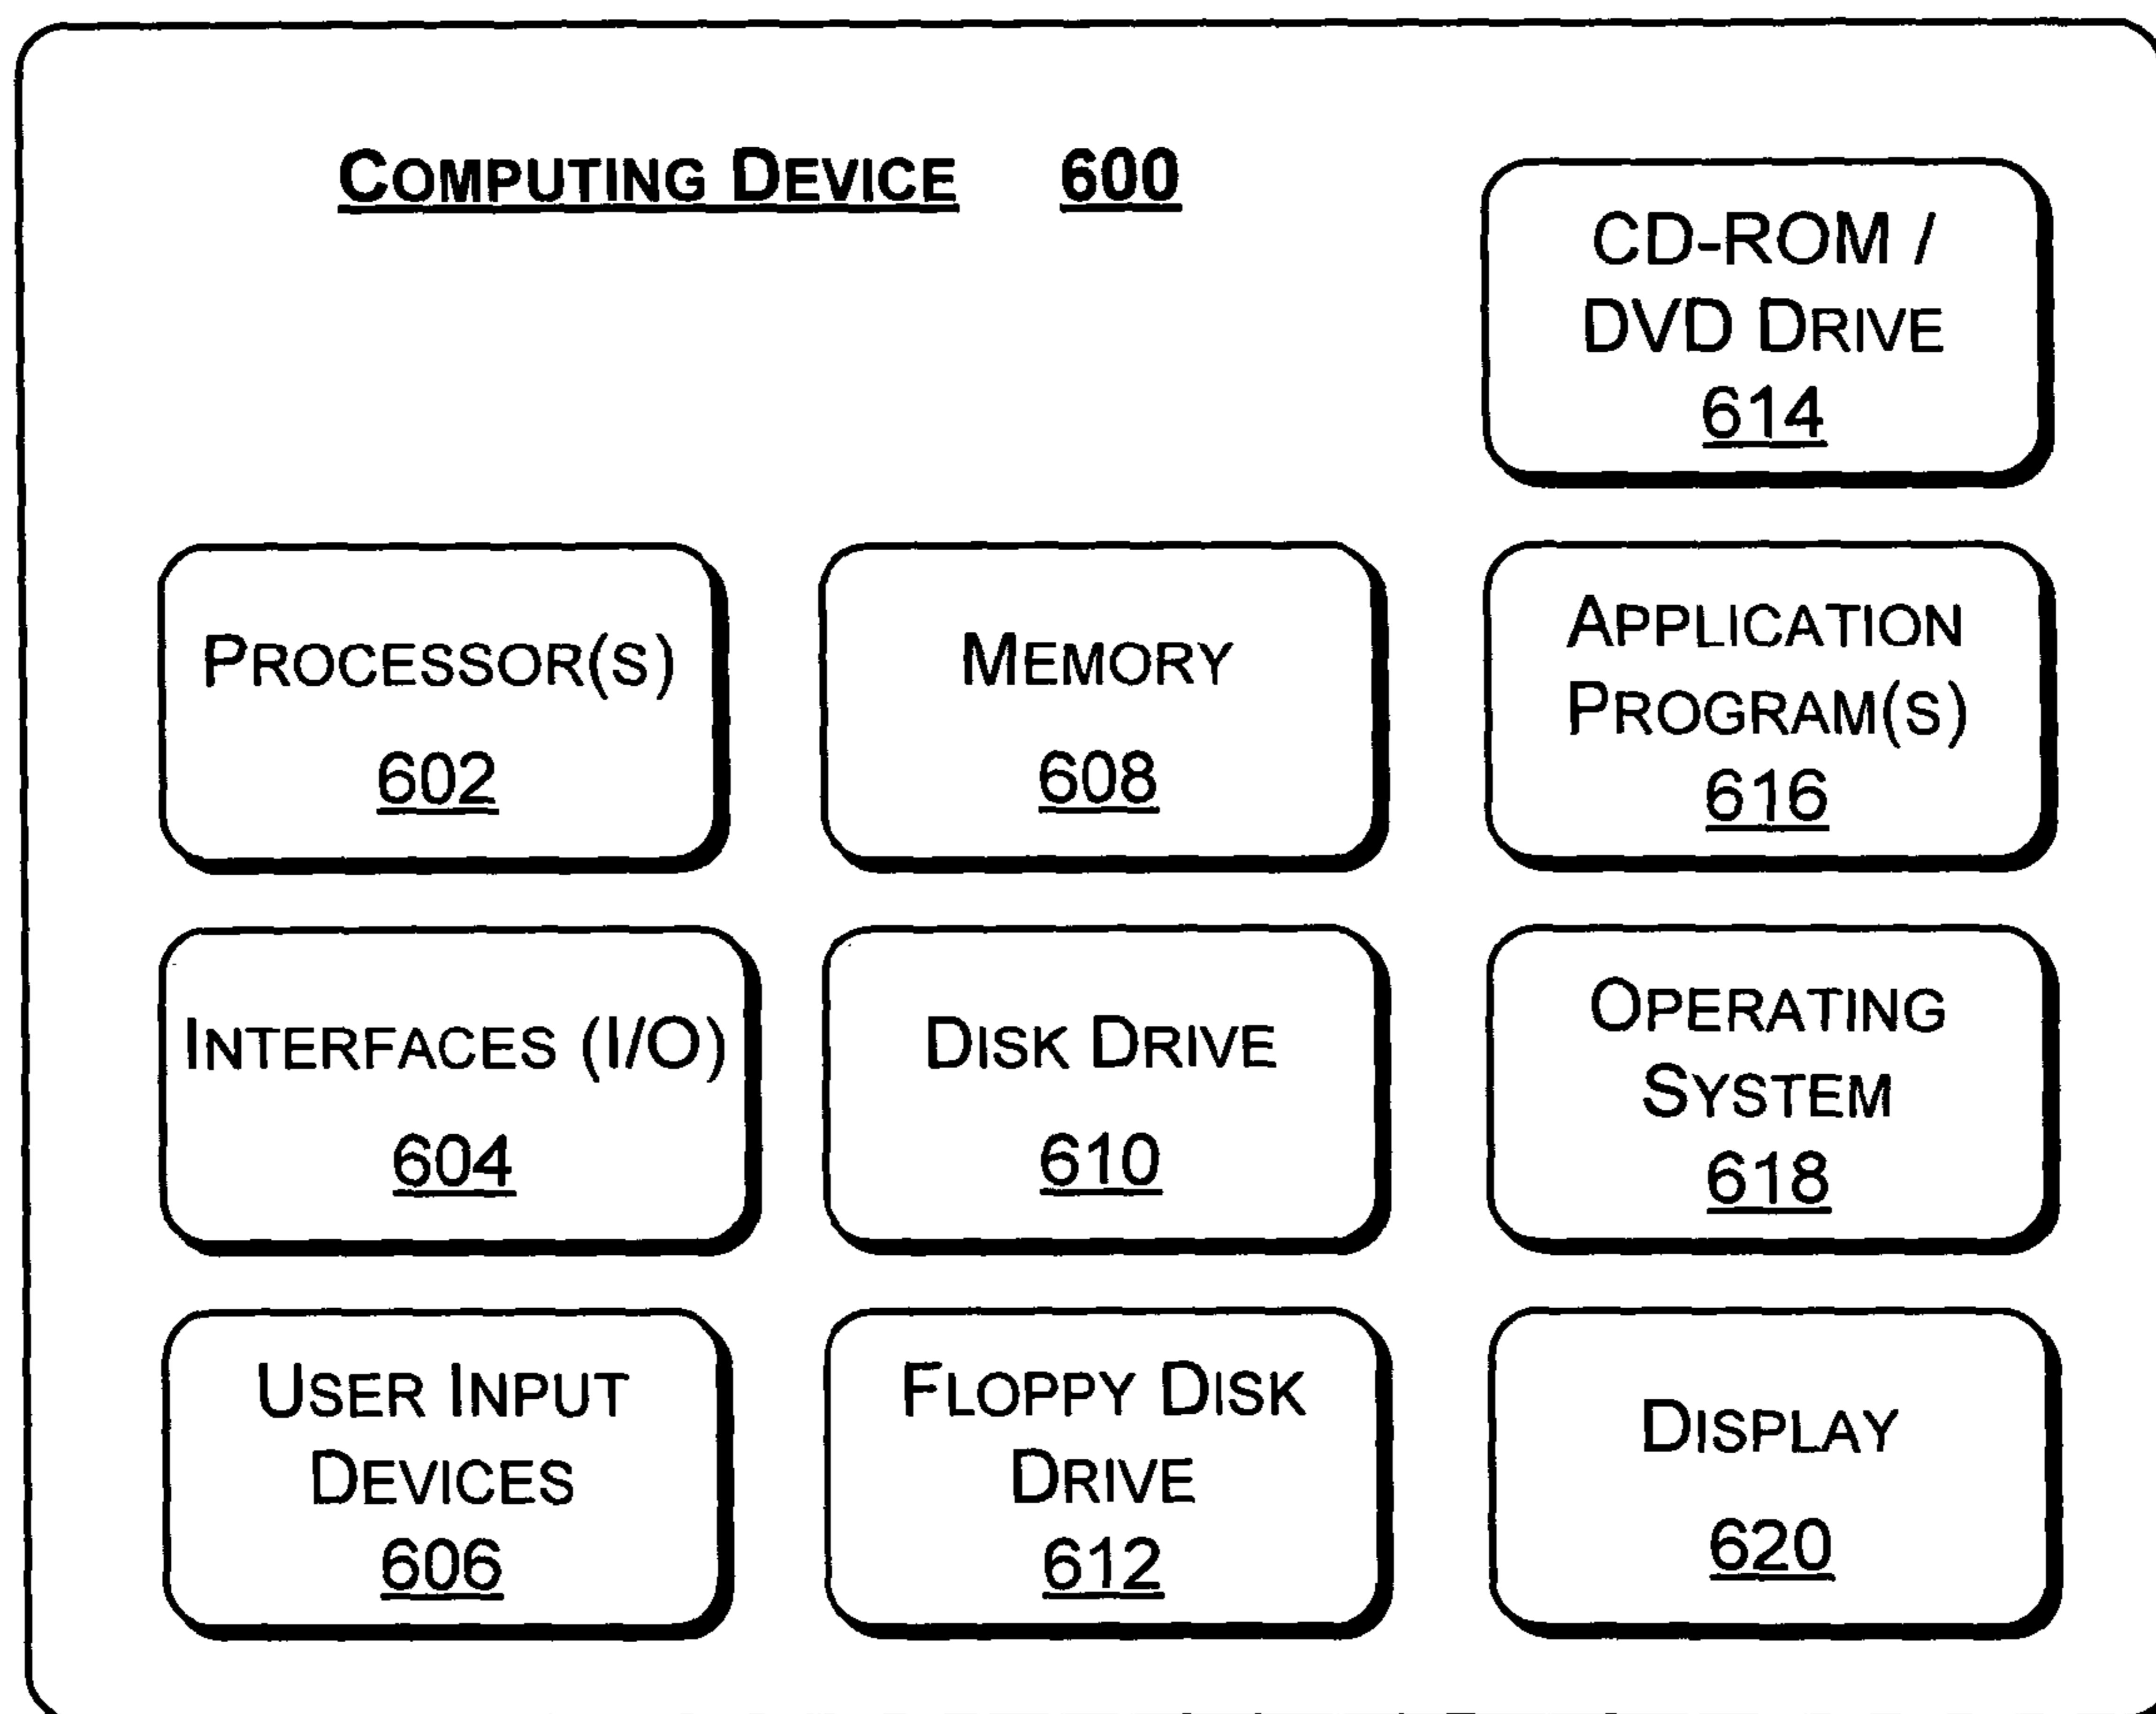 COMPUTING DEVICE 600
CD-ROM /
DVD DRIVE
614
PROCESSOR(S)
602
MEMORY
608
APPLICATION
PROGRAM(S)
616
INTERFACES (I/O)
604
DISK DRIVE
610
OPERATING
SYSTEM
618
USER INPUT
DEVICES
606
FLOPPY DISK
DRIVE
612
DISPLAY
620